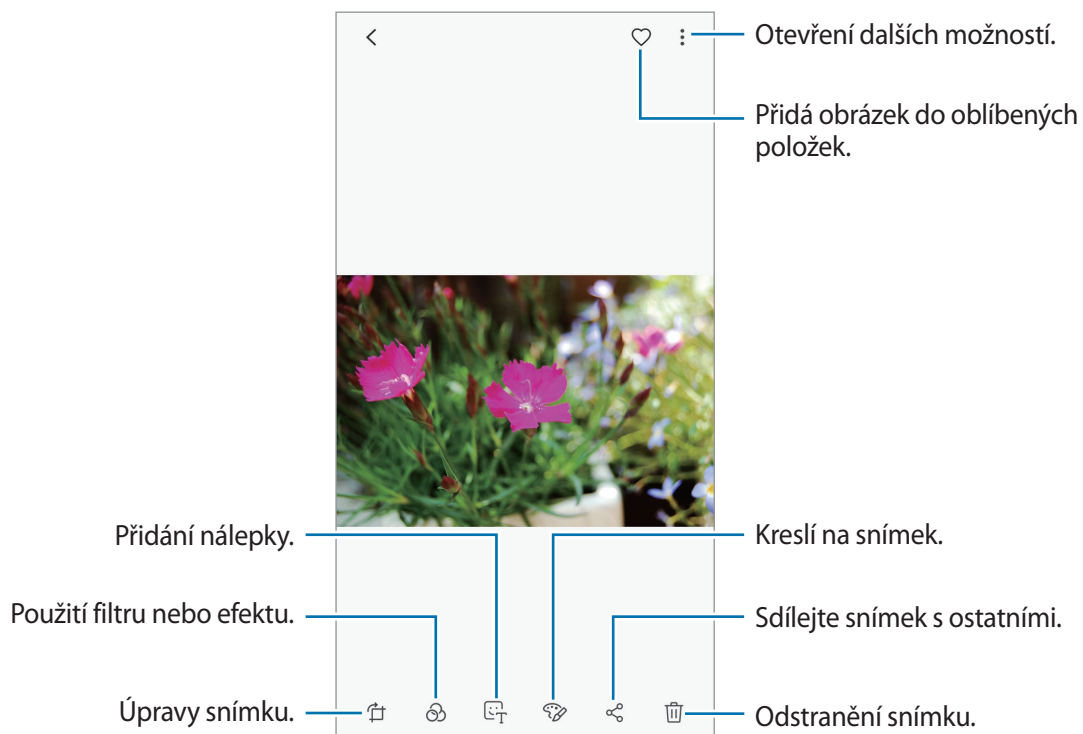 Otevření dalších možností.
Přidá obrázek do oblíbených
položek.
Přidání nálepky.
Kreslí na snímek.
Použití filtru nebo efektu.
Sdílejte snímek s ostatními.
Úpravy snímku.
Odstranění snímku.